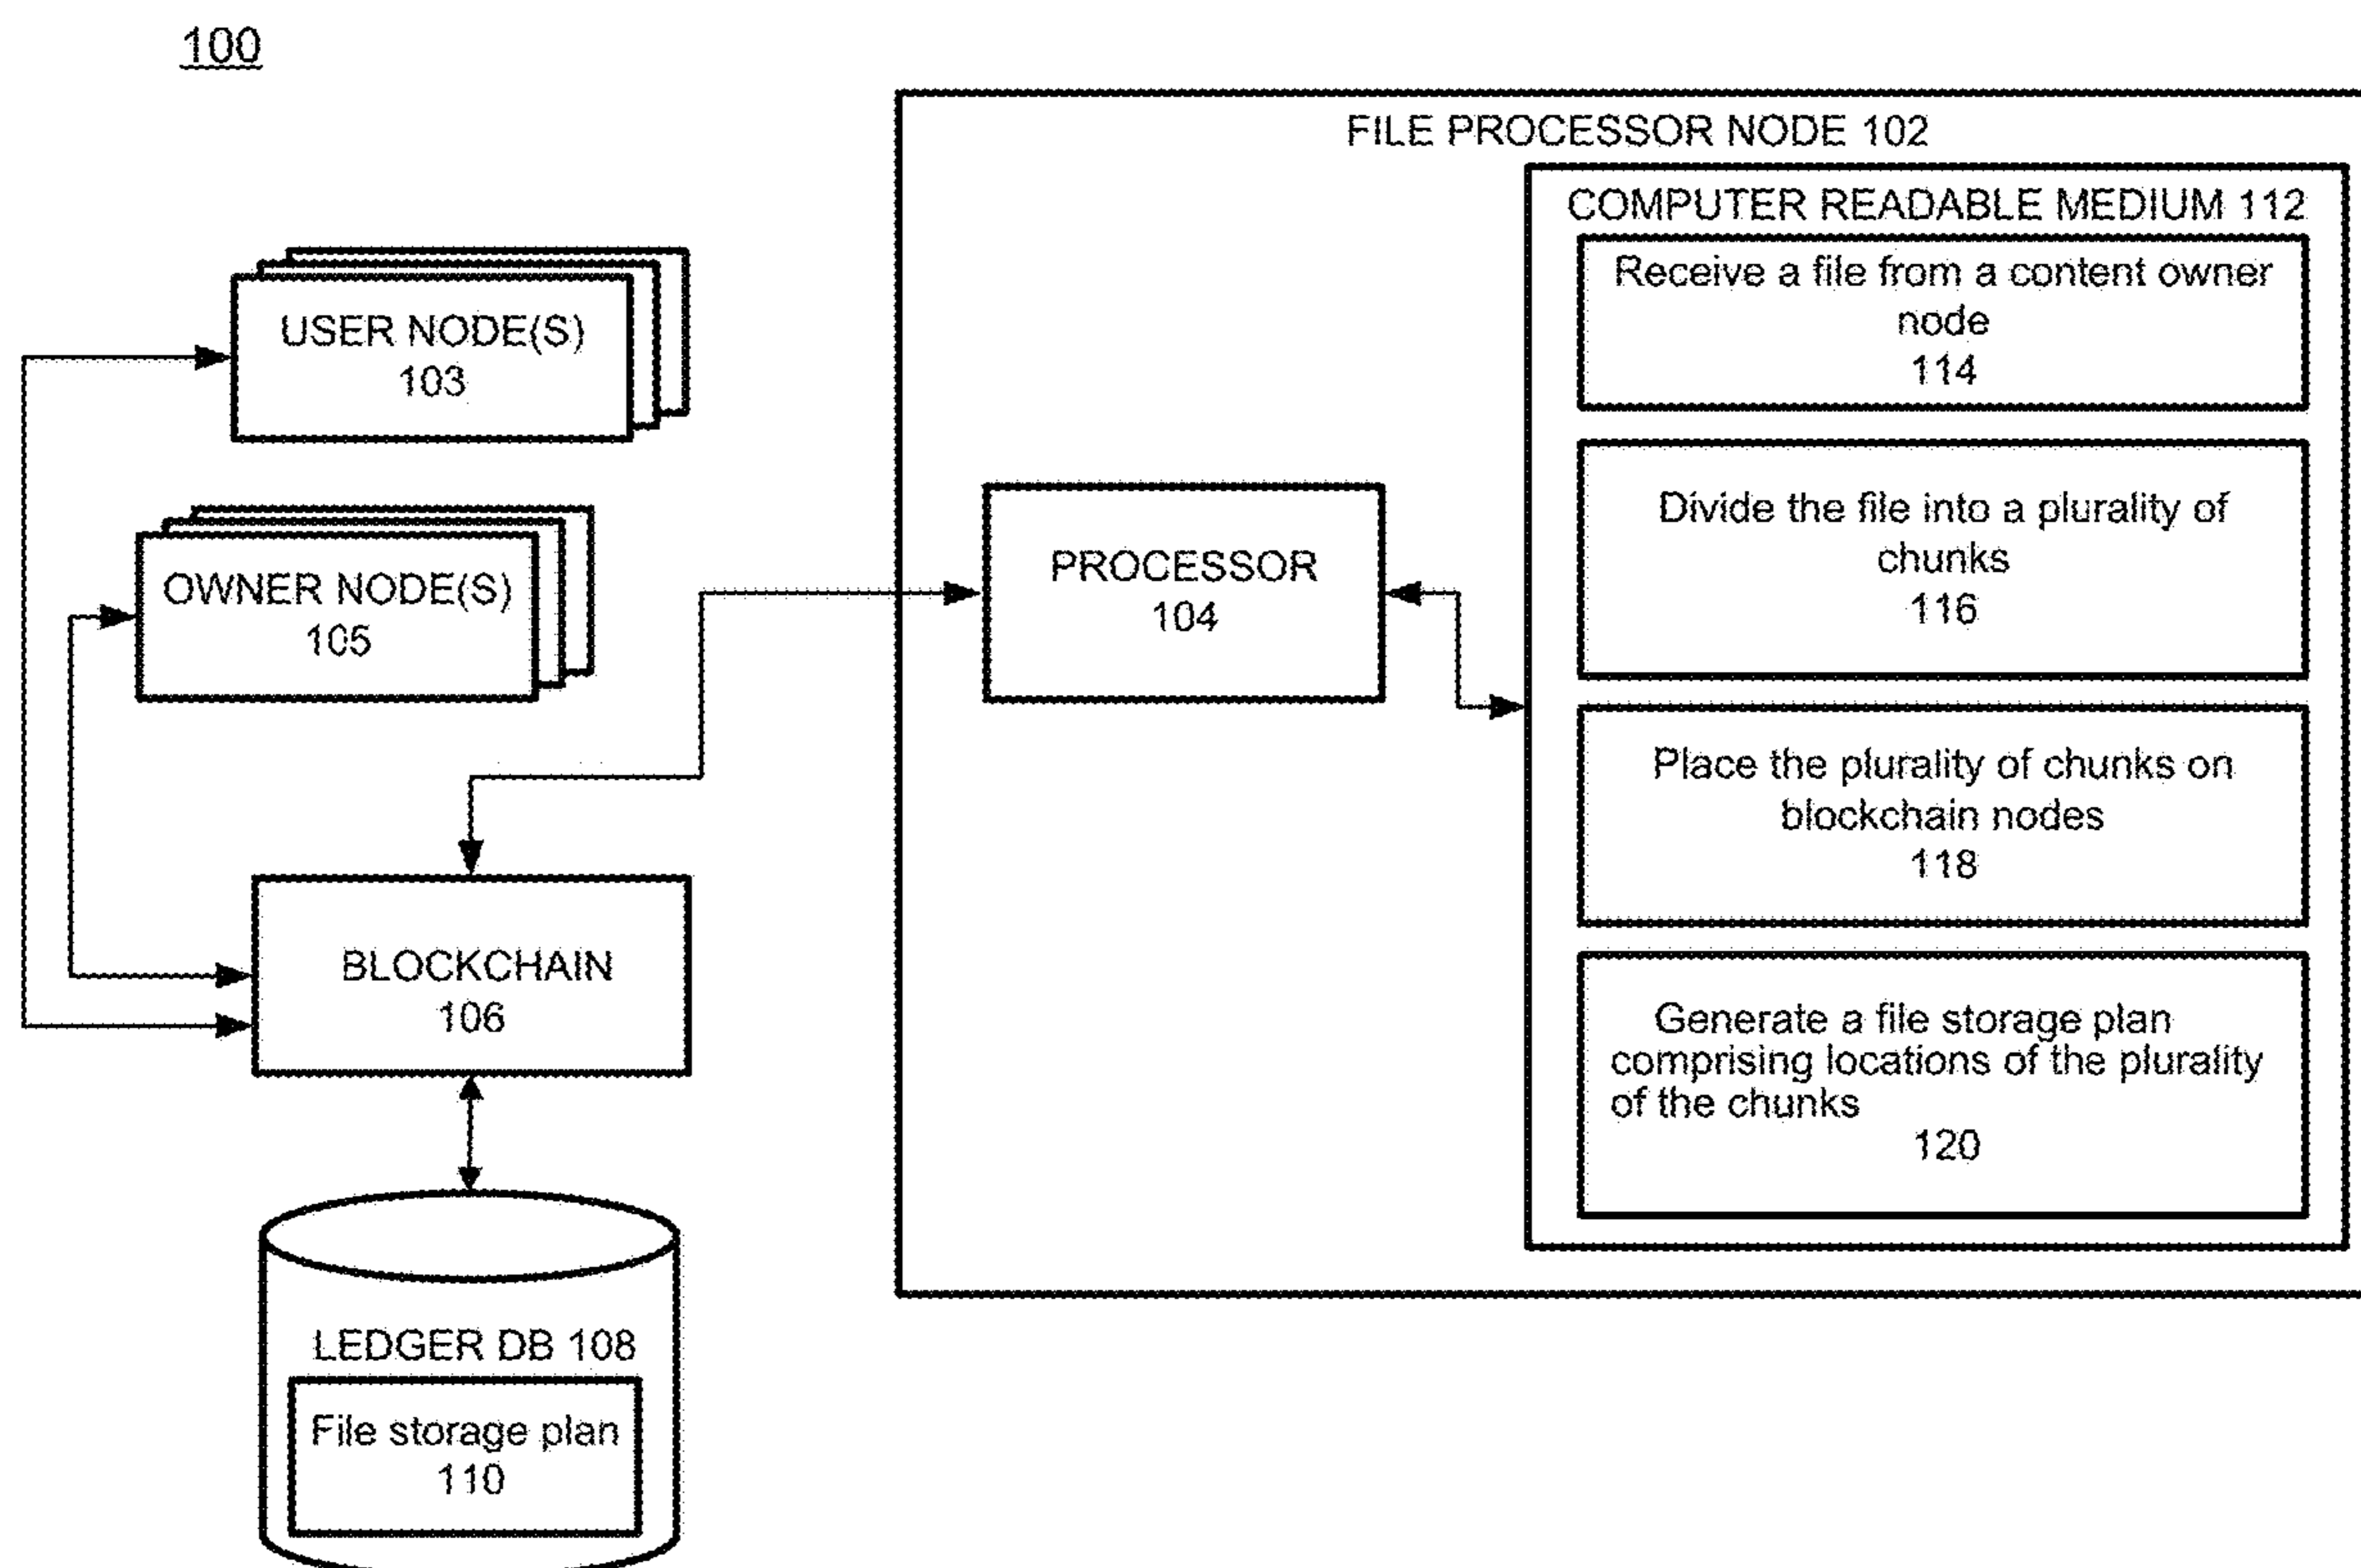 100
FILE PROCESSOR NODE 102
COMPUTER READABLE MEDIUM 112
Receive a file from a content owner
node
114
Divide the file into a plurality of
chunks
116
Place the plurality of chunks on
blockchain nodes
118
Generate a file storage plan
comprising locations of the plurality
of the chunks
120
PROCESSOR
104
USER NODE(S)
103
OWNER NODE(S)
105
BLOCKCHAIN
106
LEDGER DB 108
File storage plan
110